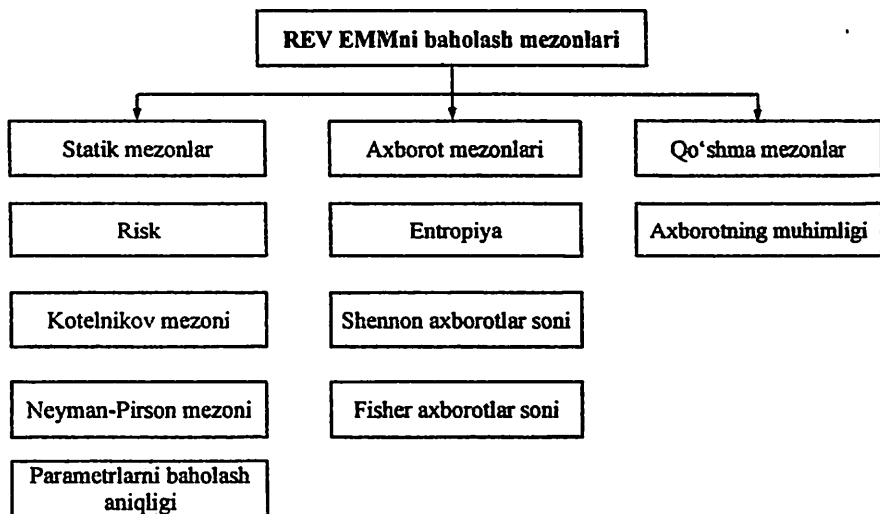 REV EMMni baholash mezonlari
Statik mezonlar
Axborot mezonlari
Qo‘shma mezonlar
Risk
Entropiya
Axborotning muhimligi
Kotelnikov mezoni
Shennon axborotlar soni
Neyman-Pirson mezoni
Fisher axborotlar soni
Parametrlarni baholash
aniqligi